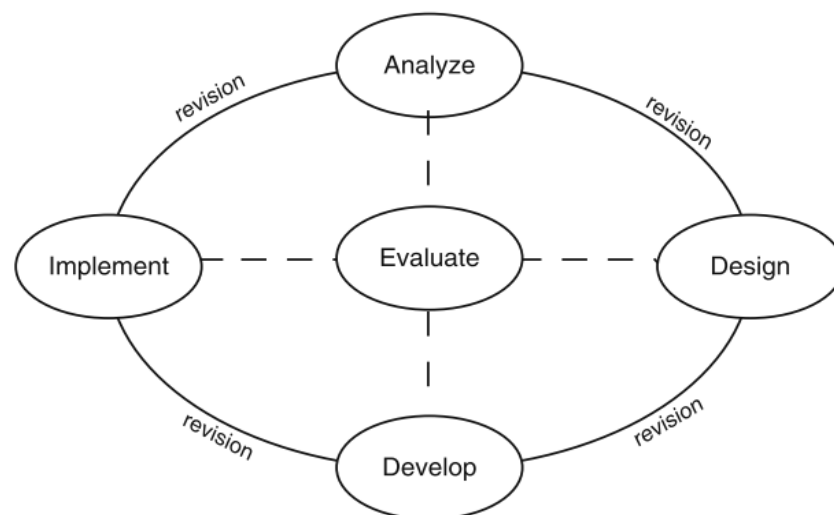 Analyze
revision
revision
Implement
Evaluate
Design
revision
revision
Develop